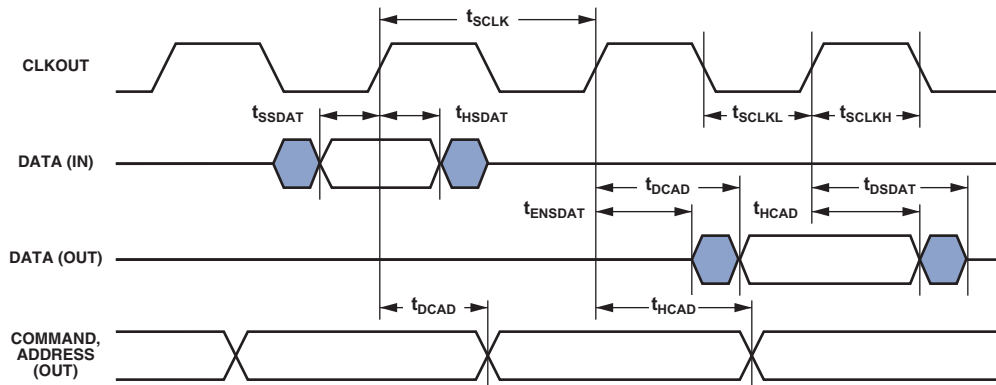 tSCLK
CLKOUT
tSSDAT
tHSDAT
tSCLKL
tSCLKH
DATA (IN)
tDCAD
tDSDAT
tENSDAT
tHCAD
DATA (OUT)
tDCAD
tHCAD
COMMAND,
ADDRESS
(OUT)